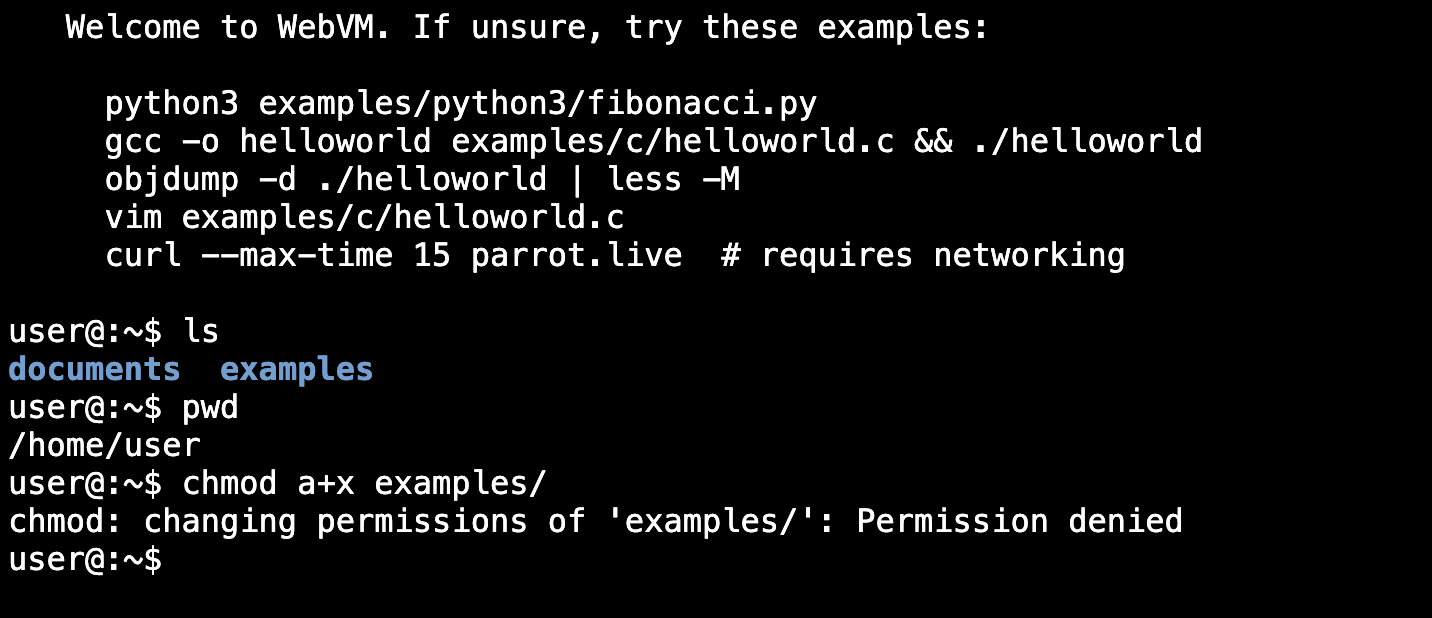 Welcome to WebVM. If unsure, try these examples:
python3 examples/python3/fibonacci.py
gcc -o helloworld examples/c/helloworld.c && ./helloworld
objdump -d ./helloworld | less -M
vim examples/c/helloworld.c
curl --max-time 15 parrot.live  # requires networking
user@:~$ ls
documents  examples
user@:~$ pwd
/home/user
user@:~$ chmod a+x examples/
chmod: changing permissions of 'examples/': Permission denied
user@:~$